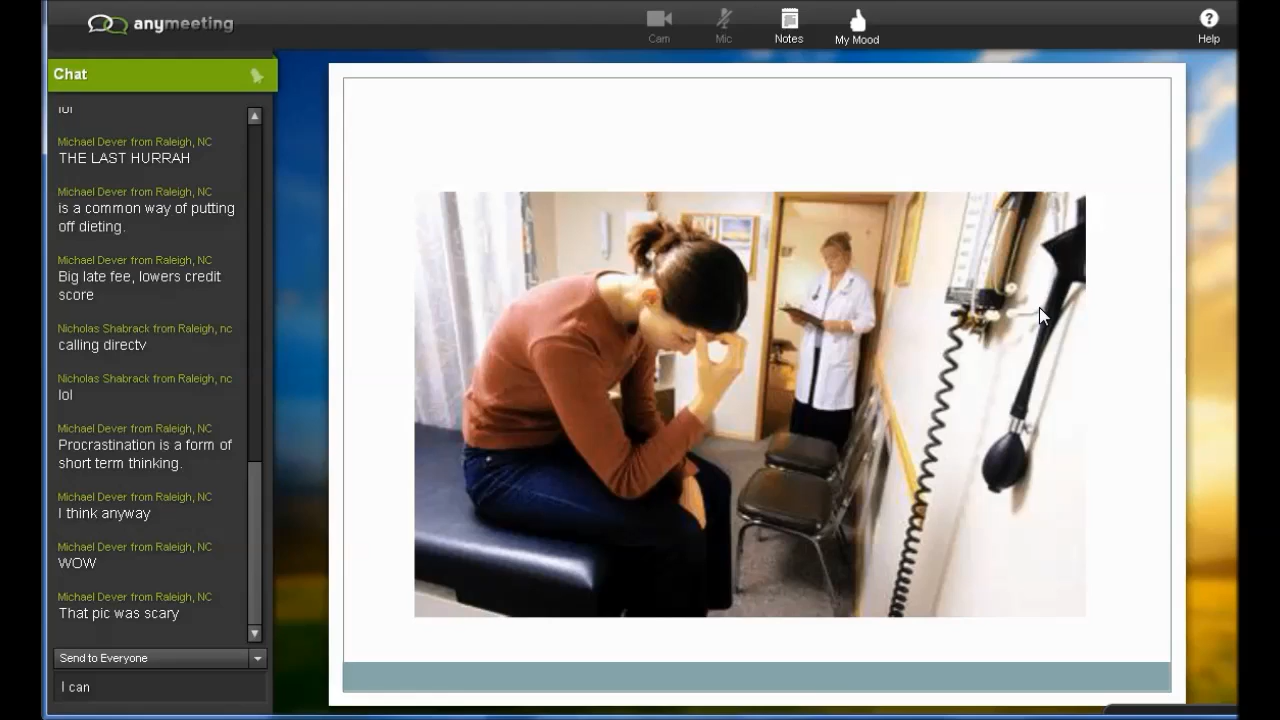 anymeeting
Cam
Mic
Notes
My Mood
Help
Chat
lol
Michael Dever from Raleigh, NC
THE LAST HURRAH
Michael Dever from Raleigh, NC
is a common way of putting
off dieting.
Michael Dever from Raleigh, NC
Big late fee, lowers credit
score
Nicholas Shabrack from Raleigh, nc
calling directv
Nicholas Shabrack from Raleigh, nc
lol
Michael Dever from Raleigh, NC
Procrastination is a form of
short term thinking.
Michael Dever from Raleigh, NC
I think anyway
Michael Dever from Raleigh, NC
WOW
Michael Dever from Raleigh, NC
That pic was scary
Send to Everyone
I can